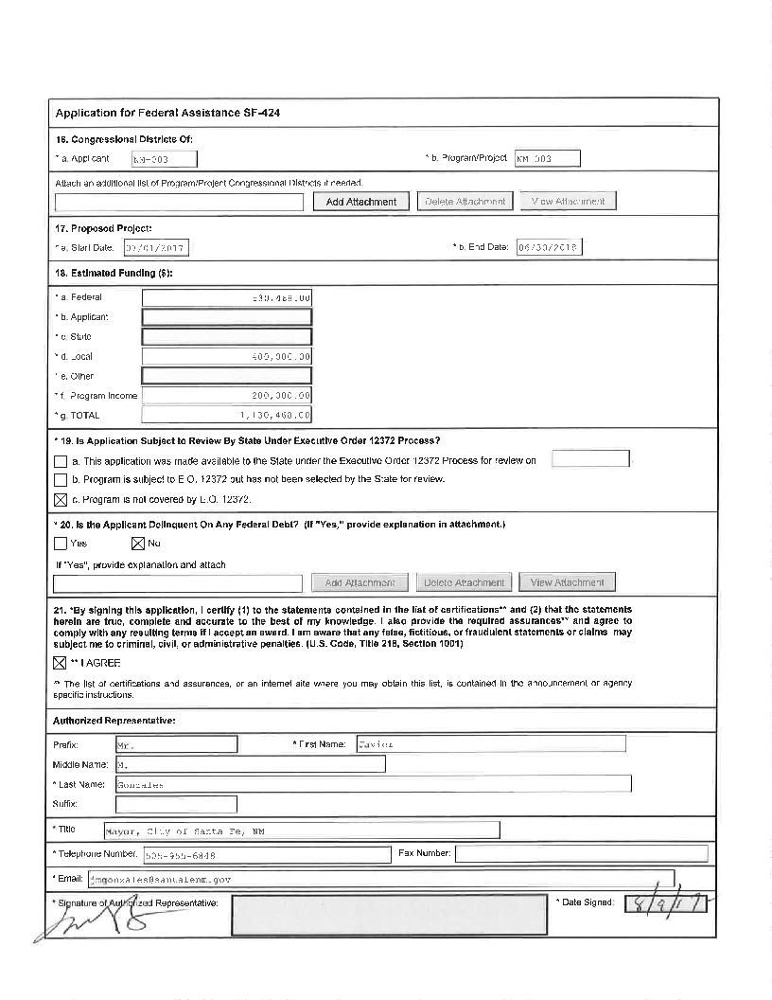 Application for Federal Assistance SF-424
16. Congressional Districts Of:
* a. Applicant NM-003 * b. Program/Project NM-003
Attach an additional list of Program/Project Congressional Districts if needed.
Add Attachment Delete Attachment View Attachment
17. Proposed Project:
* a. Start Date: 07/01/2017 * b. End Date: 06/30/2018
18. Estimated Funding ($):
* a. Federal 530,468.00
* b. Applicant
* c. State
* d. Local 400,000.00
* e. Other
* f. Program Income 200,000.00
* g. TOTAL 1,130,468.00
* 19. Is Application Subject to Review By State Under Executive Order 12372 Process?
a. This application was made available to the State under the Executive Order 12372 Process for review on .
b. Program is subject to E.O. 12372 but has not been selected by the State for review.
c. Program is not covered by E.O. 12372.
* 20. Is the Applicant Delinquent On Any Federal Debt? (If "Yes," provide explanation in attachment.)
Yes No
If "Yes", provide explanation and attach
Add Attachment Delete Attachment View Attachment
21. *By signing this application, I certify (1) to the statements contained in the list of certifications** and (2) that the statements
herein are true, complete and accurate to the best of my knowledge. I also provide the required assurances** and agree to
comply with any resulting terms if I accept an award. I am aware that any false, fictitious, or fraudulent statements or claims may
subject me to criminal, civil, or administrative penalties. (U.S. Code, Title 218, Section 1001)
** I AGREE
** The list of certifications and assurances, or an internet site where you may obtain this list, is contained in the announcement or agency
specific instructions.
Authorized Representative:
Prefix: Mr. * First Name: Javier
Middle Name: M.
* Last Name: Gonzales
Suffix:
* Title: Mayor, City of Santa Fe, NM
* Telephone Number: 505-955-6848 Fax Number:
* Email: jmgonzales@santafenm.gov
* Signature of Authorized Representative: * Date Signed: 8/9/17